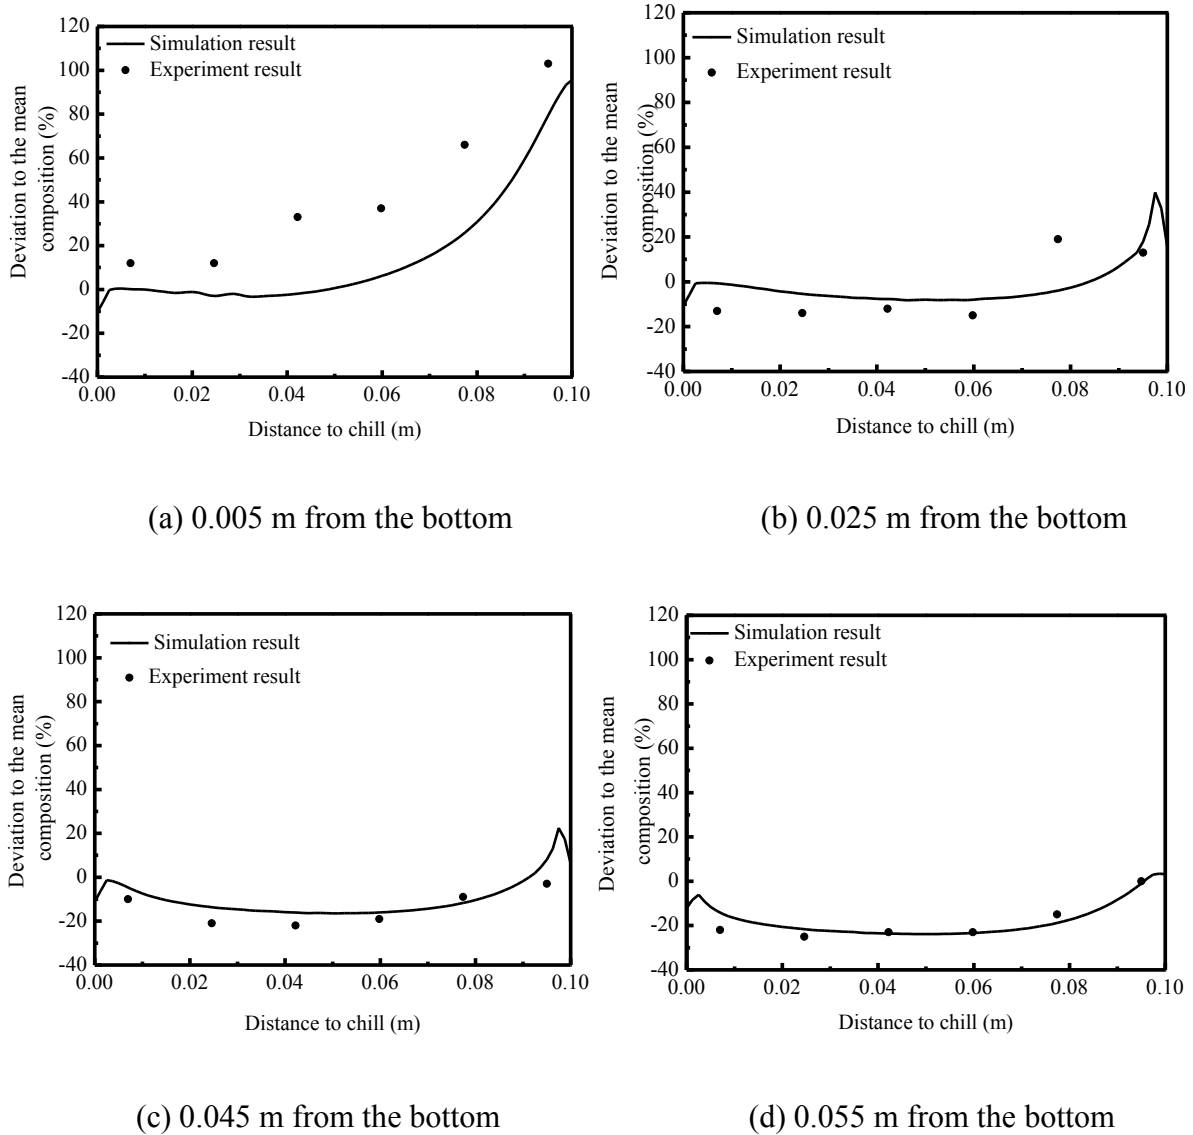 120
100
80
60
40
20
0
-20
-40
0.00 0.02 0.04 0.06 0.08 0.10
Deviation to the mean
composition (%)
Distance to chill (m)
Simulation result
Experiment result
(a) 0.005 m from the bottom
120
100
80
60
40
20
0
-20
-40
0.00 0.02 0.04 0.06 0.08 0.10
Deviation to the mean
composition (%)
Distance to chill (m)
Simulation result
Experiment result
(b) 0.025 m from the bottom
120
100
80
60
40
20
0
-20
-40
0.00 0.02 0.04 0.06 0.08 0.10
Deviation to the mean
composition (%)
Distance to chill (m)
Simulation result
Experiment result
(c) 0.045 m from the bottom
120
100
80
60
40
20
0
-20
-40
0.00 0.02 0.04 0.06 0.08 0.10
Deviation to the mean
composition (%)
Distance to chill (m)
Simulation result
Experiment result
(d) 0.055 m from the bottom